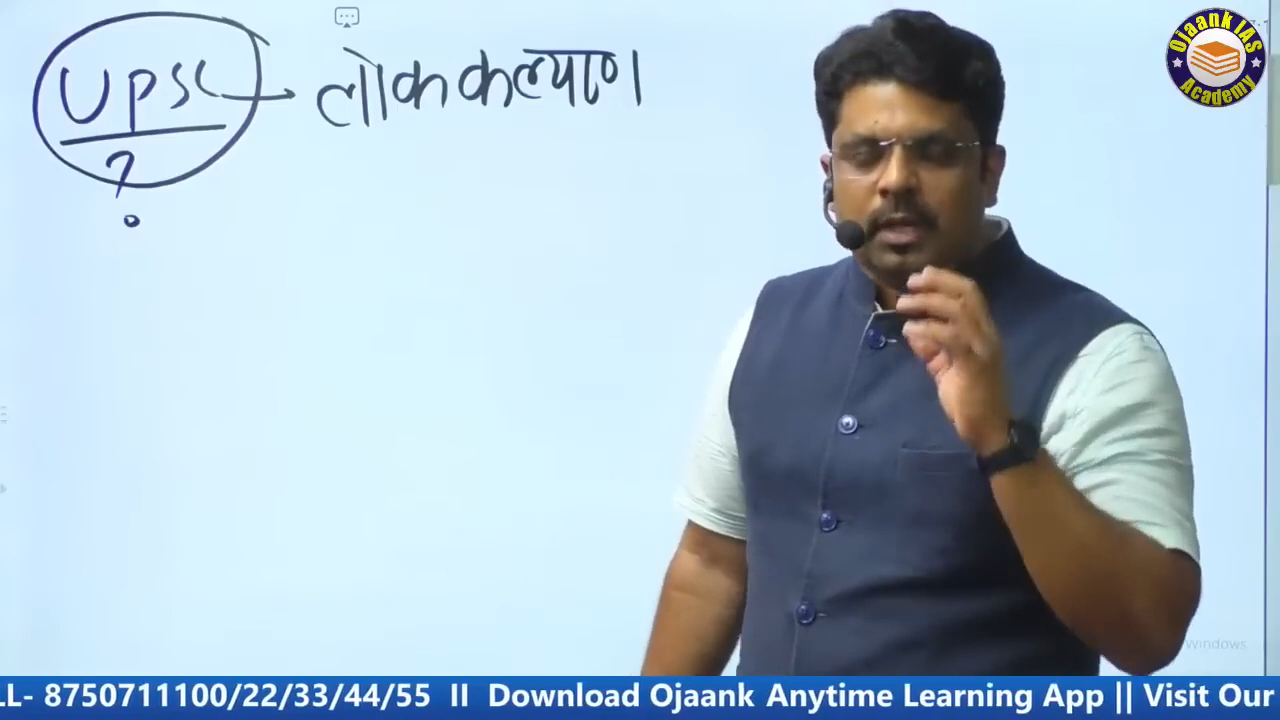 UPSC → लोककल्याण
?
Ojaank IAS
Academy
Windows
LL- 8750711100/22/33/44/55 II Download Ojaank Anytime Learning App || Visit Our